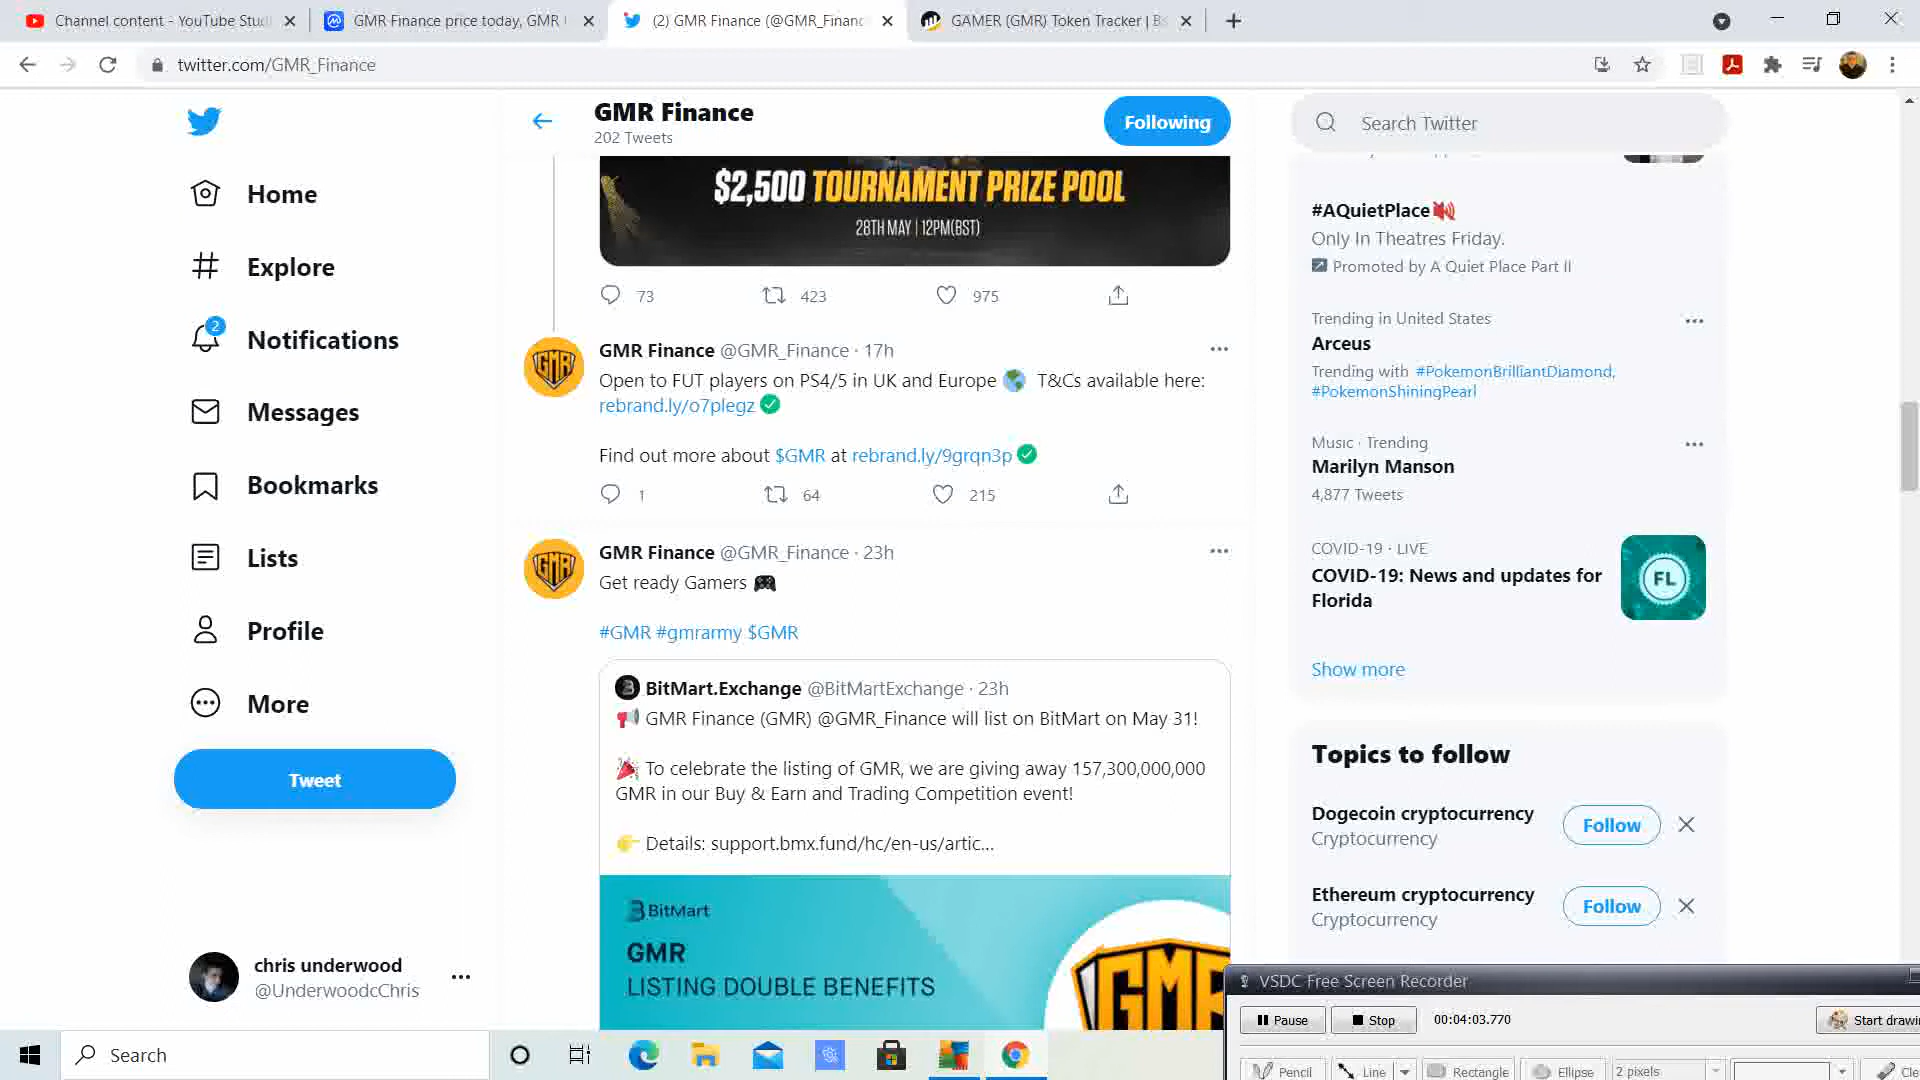 Channel content - YouTube Stud
GMR Finance price today, GMR
(2) GMR Finance (@GMR_Financ
GAMER (GMR) Token Tracker | Bs
twitter.com/GMR_Finance
GMR Finance
202 Tweets
Following
Search Twitter
Home
Explore
2
Notifications
Messages
Bookmarks
Lists
Profile
More
Tweet
chris underwood
@UnderwoodcChris
$2,500 TOURNAMENT PRIZE POOL
28TH MAY | 12PM(BST)
73 423 975
GMR
GMR Finance @GMR_Finance · 17h
Open to FUT players on PS4/5 in UK and Europe T&Cs available here:
rebrand.ly/o7plegz
Find out more about $GMR at rebrand.ly/9grqn3p
1 64 215
GMR
GMR Finance @GMR_Finance · 23h
Get ready Gamers
#GMR #gmrarmy $GMR
BitMart.Exchange @BitMartExchange · 23h
GMR Finance (GMR) @GMR_Finance will list on BitMart on May 31!
To celebrate the listing of GMR, we are giving away 157,300,000,000
GMR in our Buy & Earn and Trading Competition event!
Details: support.bmx.fund/hc/en-us/artic...
BitMart
GMR
LISTING DOUBLE BENEFITS
GMR
#AQuietPlace
Only In Theatres Friday.
Promoted by A Quiet Place Part II
Trending in United States
Arceus
Trending with #PokemonBrilliantDiamond,
#PokemonShiningPearl
Music · Trending
Marilyn Manson
4,877 Tweets
COVID-19 · LIVE
COVID-19: News and updates for
Florida
FL
Show more
Topics to follow
Dogecoin cryptocurrency
Cryptocurrency
Follow
Ethereum cryptocurrency
Cryptocurrency
Follow
VSDC Free Screen Recorder
Pause Stop 00:04:03.770 Start drawin
Pencil Line Rectangle Ellipse 2 pixels Cle
Search